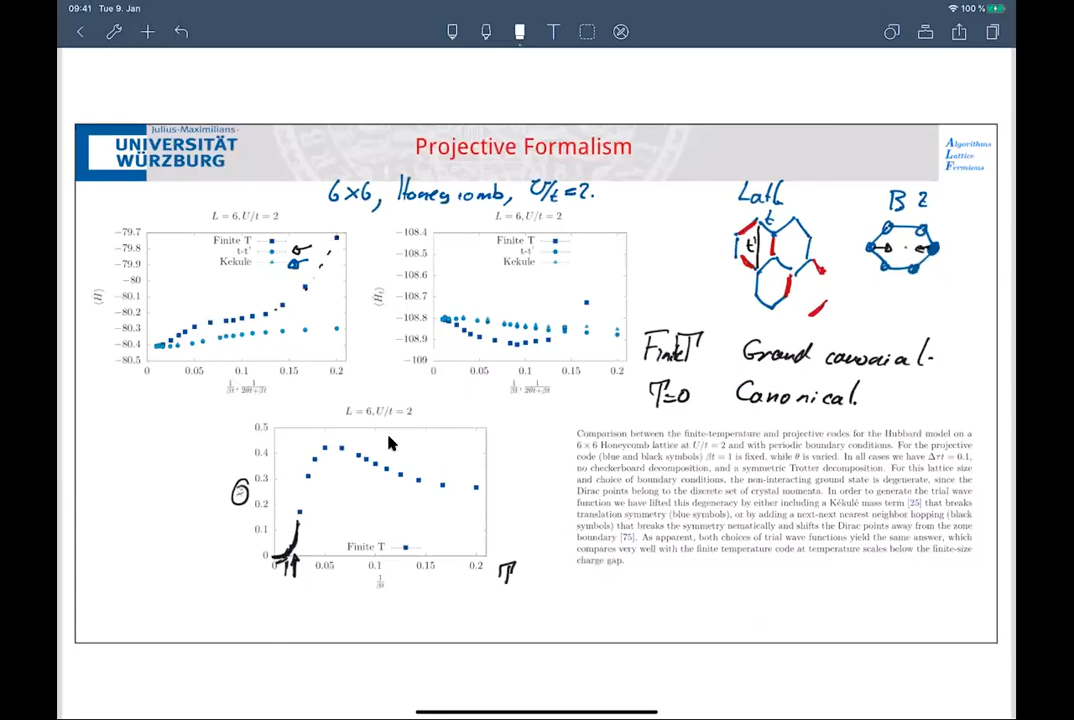 09:41 Tue 9. Jan
100 %
Julius-Maximilians-
UNIVERSITÄT
WÜRZBURG
Projective Formalism
Algorithms
Lattice
Fermions
6×6, Honeycomb, U/t = 2.
Latt
B Z
L = 6, U/t = 2
Finite T
t-t'
Kekule
⟨H⟩
−79.7
−79.8
−79.9
−80
−80.1
−80.2
−80.3
−80.4
−80.5
0 0.05 0.1 0.15 0.2
1/βt, 1/2θt+βt
L = 6, U/t = 2
Finite T
t-t'
Kekule
⟨H_t⟩
−108.4
−108.5
−108.6
−108.7
−108.8
−108.9
−109
0 0.05 0.1 0.15 0.2
1/βt, 1/2θt+βt
t
t'
Finite T Grand canonical.
T=0 Canonical.
L = 6, U/t = 2
0.5
0.4
0.3
0.2
0.1
0
Finite T
0 0.05 0.1 0.15 0.2
1/βt
T
Comparison between the finite-temperature and projective codes for the Hubbard model on a
6 × 6 Honeycomb lattice at U/t = 2 and with periodic boundary conditions. For the projective
code (blue and black symbols) βt = 1 is fixed, while θ is varied. In all cases we have Δτt = 0.1,
no checkerboard decomposition, and a symmetric Trotter decomposition. For this lattice size
and choice of boundary conditions, the non-interacting ground state is degenerate, since the
Dirac points belong to the discrete set of crystal momenta. In order to generate the trial wave
function we have lifted this degeneracy by either including a Kékulé mass term [25] that breaks
translation symmetry (blue symbols), or by adding a next-next nearest neighbor hopping (black
symbols) that breaks the symmetry nematically and shifts the Dirac points away from the zone
boundary [75]. As apparent, both choices of trial wave functions yield the same answer, which
compares very well with the finite temperature code at temperature scales below the finite-size
charge gap.